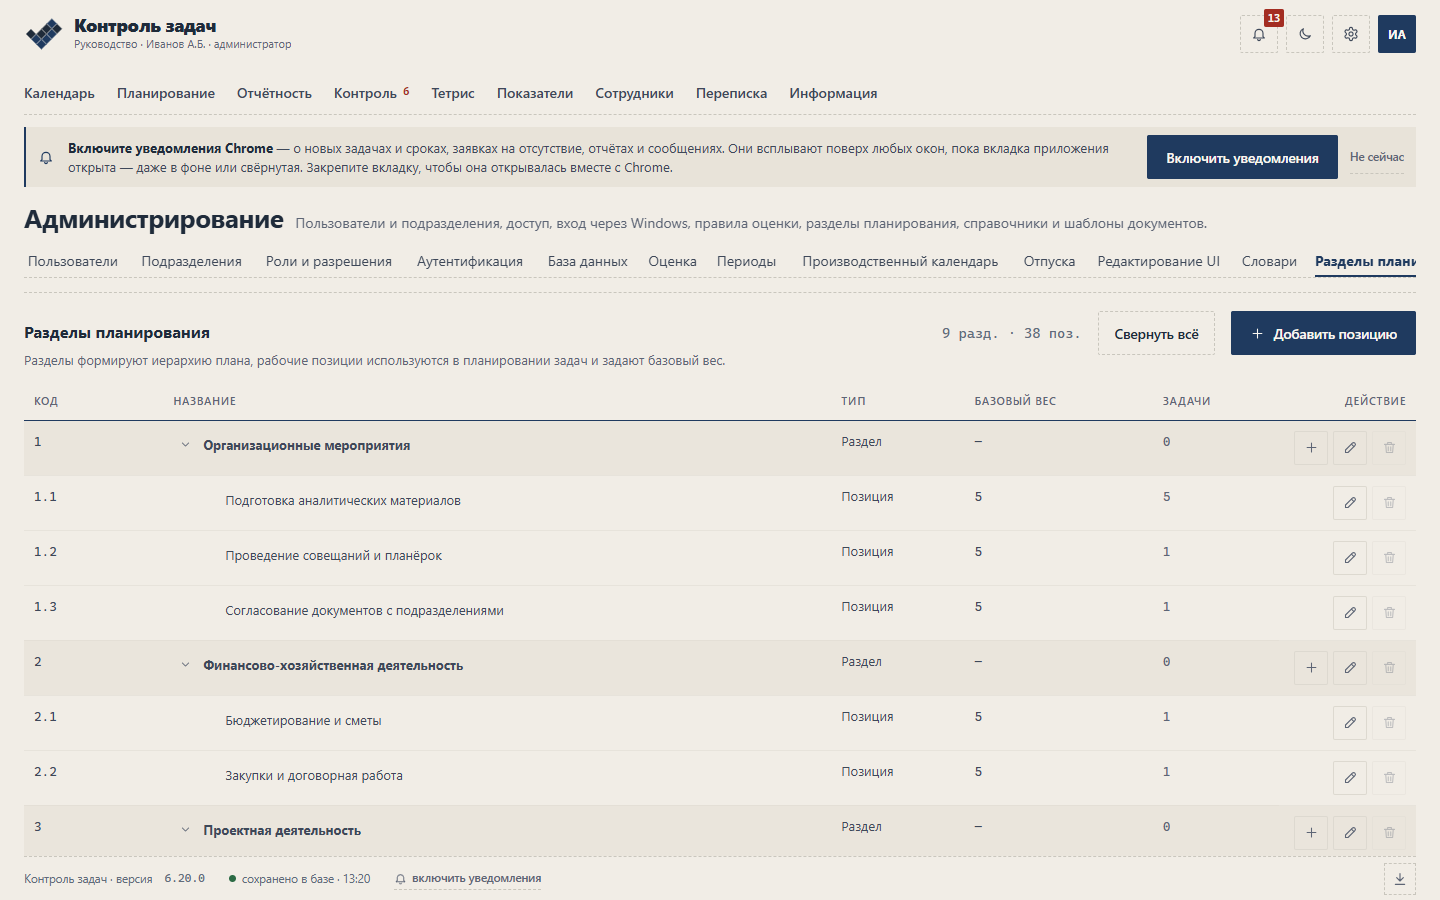 Контроль задач
Руководство · Иванов А.Б. · администратор
13
ИА
Календарь Планирование Отчётность Контроль 6 Тетрис Показатели Сотрудники Переписка Информация
Включите уведомления Chrome — о новых задачах и сроках, заявках на отсутствие, отчётах и сообщениях. Они всплывают поверх любых окон, пока вкладка приложения
открыта — даже в фоне или свёрнутая. Закрепите вкладку, чтобы она открывалась вместе с Chrome.
Включить уведомления
Не сейчас
Администрирование Пользователи и подразделения, доступ, вход через Windows, правила оценки, разделы планирования, справочники и шаблоны документов.
Пользователи Подразделения Роли и разрешения Аутентификация База данных Оценка Периоды Производственный календарь Отпуска Редактирование UI Словари Разделы плани
Разделы планирования
9 разд. · 38 поз.
Свернуть всё
+ Добавить позицию
Разделы формируют иерархию плана, рабочие позиции используются в планировании задач и задают базовый вес.
КОД НАЗВАНИЕ ТИП БАЗОВЫЙ ВЕС ЗАДАЧИ ДЕЙСТВИЕ
1 Организационные мероприятия Раздел — 0
1.1 Подготовка аналитических материалов Позиция 5 5
1.2 Проведение совещаний и планёрок Позиция 5 1
1.3 Согласование документов с подразделениями Позиция 5 1
2 Финансово-хозяйственная деятельность Раздел — 0
2.1 Бюджетирование и сметы Позиция 5 1
2.2 Закупки и договорная работа Позиция 5 1
3 Проектная деятельность Раздел — 0
Контроль задач · версия 6.20.0 сохранено в базе · 13:20 включить уведомления